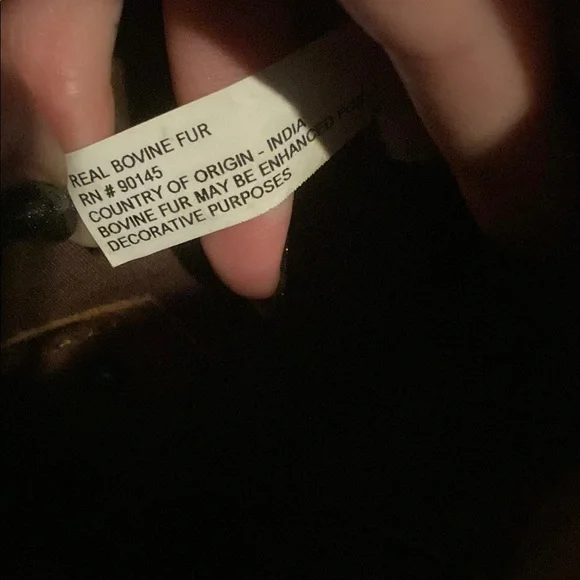 REAL BOVINE FUR
RN # 90145
COUNTRY OF ORIGIN - INDIA
BOVINE FUR MAY BE ENHANCED FOR
DECORATIVE PURPOSES